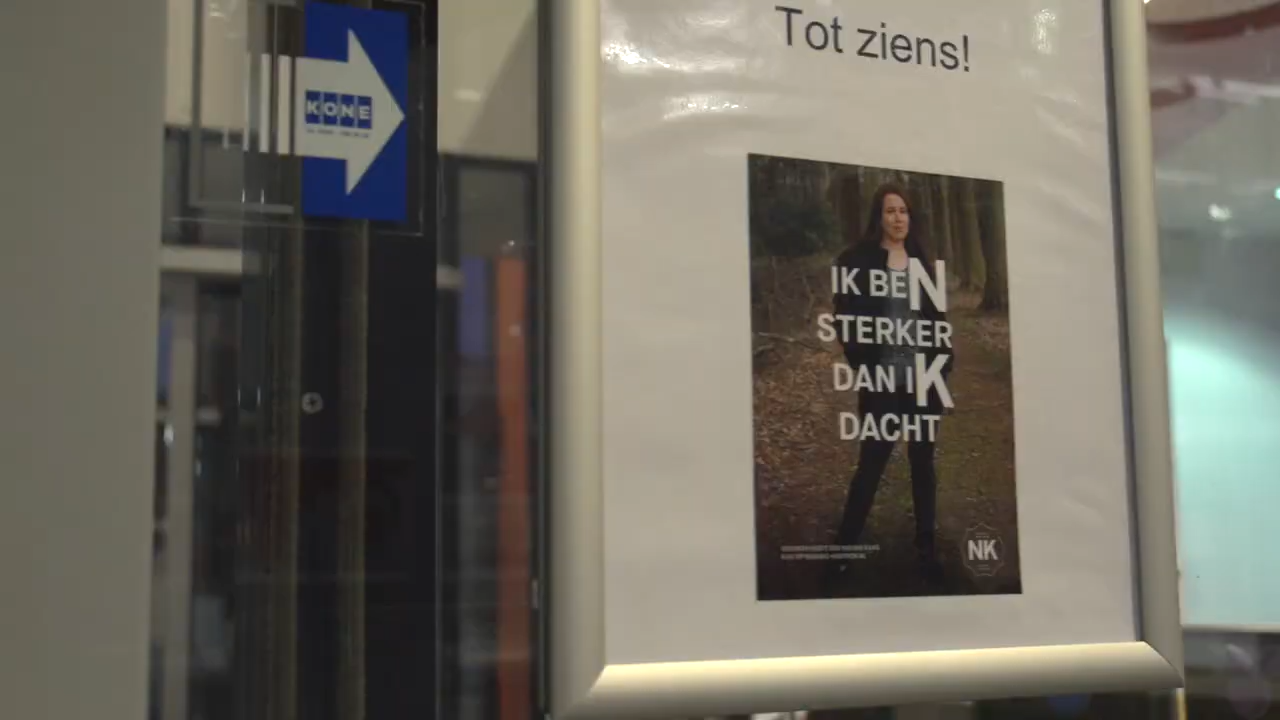 Tot ziens!
KONE
IK BEN
STERKER
DAN IK
DACHT
NK